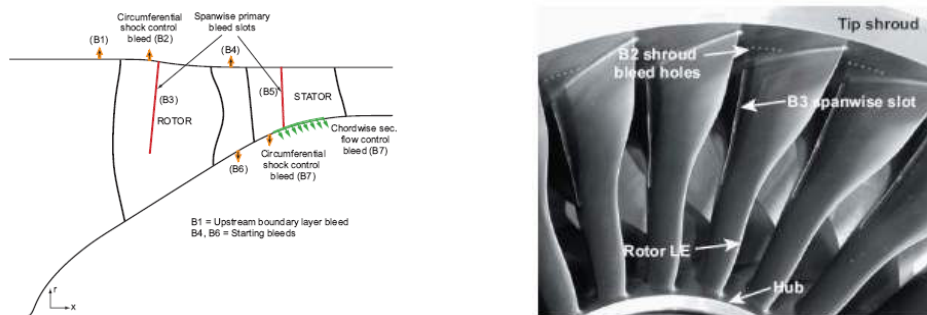 Circumferential
shock control
bleed (B2)
Spanwise primary
bleed slots
(B1)
(B4)
(B3)
ROTOR
(B5)
STATOR
Chordwise sec.
flow control
bleed (B7)
Circumferential
shock control
bleed (B7)
(B6)
B1 = Upstream boundary layer bleed
B4, B6 = Starting bleeds
r
x
Tip shroud
B2 shroud
bleed holes
B3 spanwise slot
Rotor LE
Hub